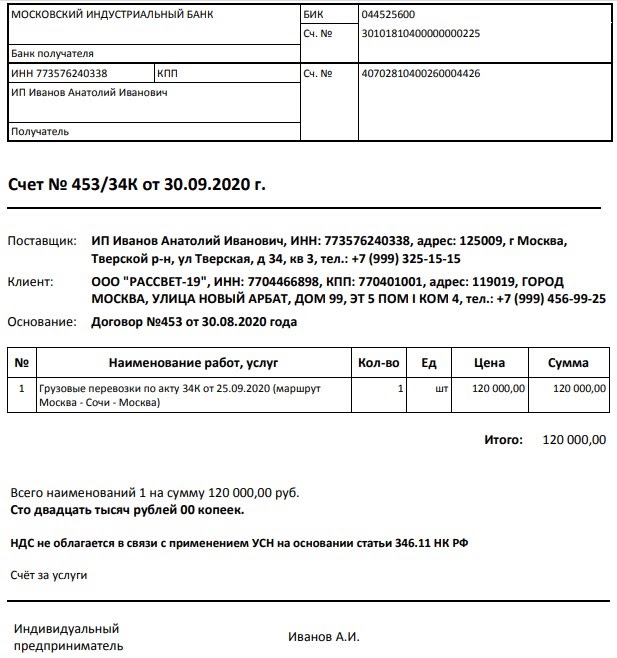 МОСКОВСКИЙ ИНДУСТРИАЛЬНЫЙ БАНК
БИК
044525600
Сч. №
30101810400000000225
Банк получателя
ИНН 773576240338
КПП
Сч. №
40702810400260004426
ИП Иванов Анатолий Иванович
Получатель
Счет № 453/34К от 30.09.2020 г.
Поставщик: ИП Иванов Анатолий Иванович, ИНН: 773576240338, адрес: 125009, г Москва,
Тверской р-н, ул Тверская, д 34, кв 3, тел.: +7 (999) 325-15-15
Клиент: ООО "РАССВЕТ-19", ИНН: 7704466898, КПП: 770401001, адрес: 119019, ГОРОД
МОСКВА, УЛИЦА НОВЫЙ АРБАТ, ДОМ 99, ЭТ 5 ПОМ I КОМ 4, тел.: +7 (999) 456-99-25
Основание: Договор №453 от 30.08.2020 года
№ Наименование работ, услуг Кол-во Ед Цена Сумма
1 Грузовые перевозки по акту 34К от 25.09.2020 (маршрут 1 шт 120 000,00 120 000,00
Москва - Сочи - Москва)
Итого: 120 000,00
Всего наименований 1 на сумму 120 000,00 руб.
Сто двадцать тысяч рублей 00 копеек.
НДС не облагается в связи с применением УСН на основании статьи 346.11 НК РФ
Счёт за услуги
Индивидуальный
предприниматель
Иванов А.И.